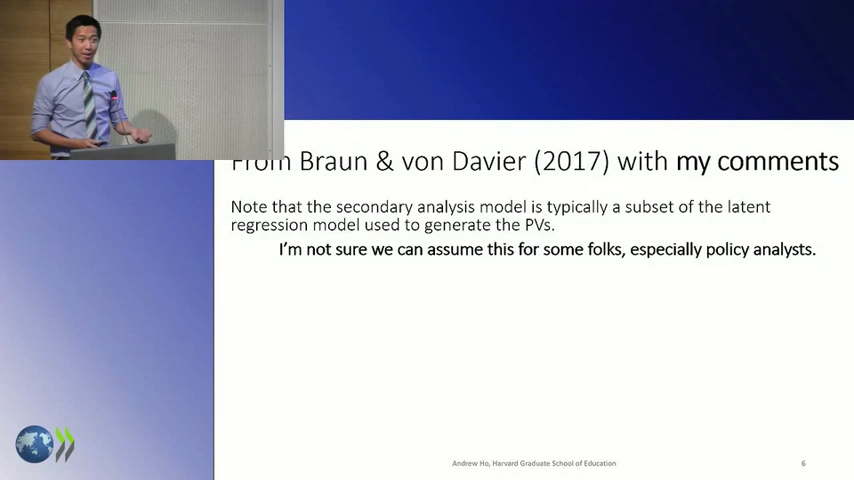 From Braun & von Davier (2017) with my comments
Note that the secondary analysis model is typically a subset of the latent
regression model used to generate the PVs.
I'm not sure we can assume this for some folks, especially policy analysts.
Andrew Ho, Harvard Graduate School of Education
6